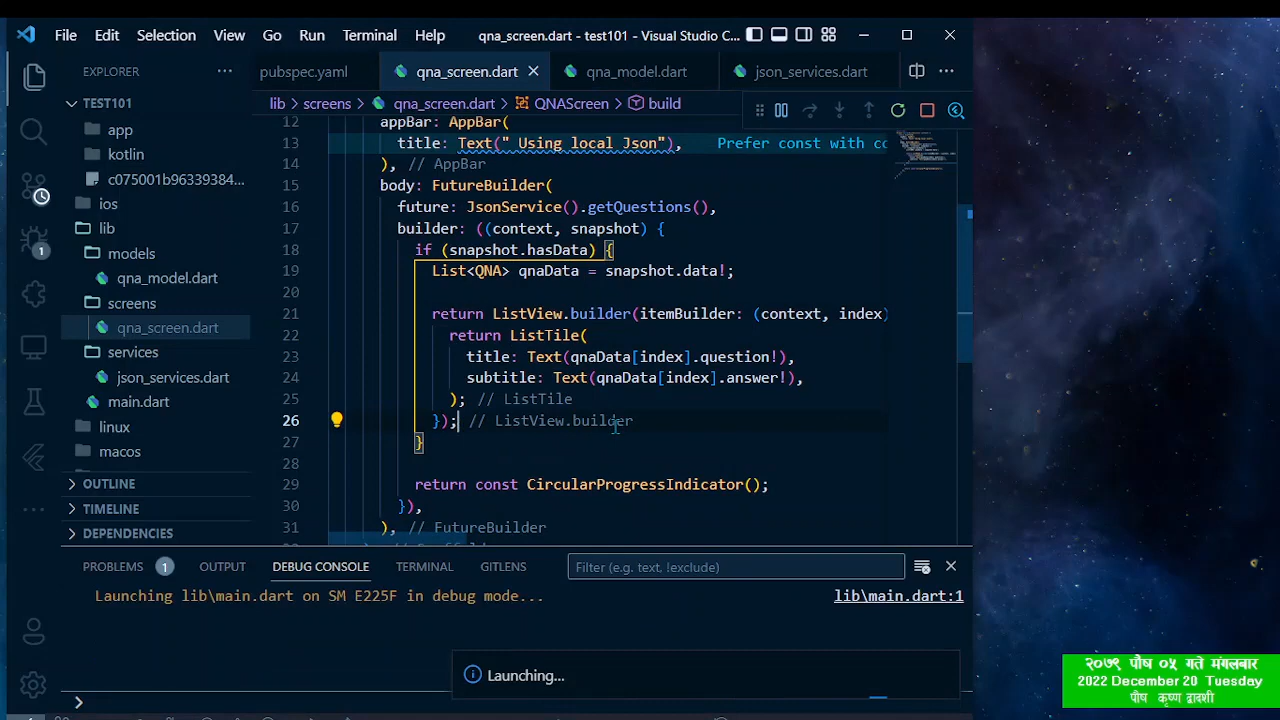 File Edit Selection View Go Run Terminal Help qna_screen.dart - test101 - Visual Studio C...
EXPLORER
pubspec.yaml
qna_screen.dart
qna_model.dart
json_services.dart
TEST101
app
kotlin
c075001b96339384...
ios
lib
models
qna_model.dart
screens
qna_screen.dart
services
json_services.dart
main.dart
linux
macos
OUTLINE
TIMELINE
DEPENDENCIES
1
lib > screens > qna_screen.dart > QNAScreen > build
12 appBar: AppBar(
13 title: Text(" Using local Json"), Prefer const with co
14 ), // AppBar
15 body: FutureBuilder(
16 future: JsonService().getQuestions(),
17 builder: ((context, snapshot) {
18 if (snapshot.hasData) {
19 List<QNA> qnaData = snapshot.data!;
20
21 return ListView.builder(itemBuilder: (context, index)
22 return ListTile(
23 title: Text(qnaData[index].question!),
24 subtitle: Text(qnaData[index].answer!),
25 ); // ListTile
26 }); // ListView.builder
27 }
28
29 return const CircularProgressIndicator();
30 }),
31 ), // FutureBuilder
PROBLEMS 1 OUTPUT DEBUG CONSOLE TERMINAL GITLENS Filter (e.g. text, !exclude)
Launching lib\main.dart on SM E225F in debug mode... lib\main.dart:1
Launching...
२०७९ पौष ०५ गते मंगलबार
2022 December 20 Tuesday
पौष कृष्ण द्वादशी